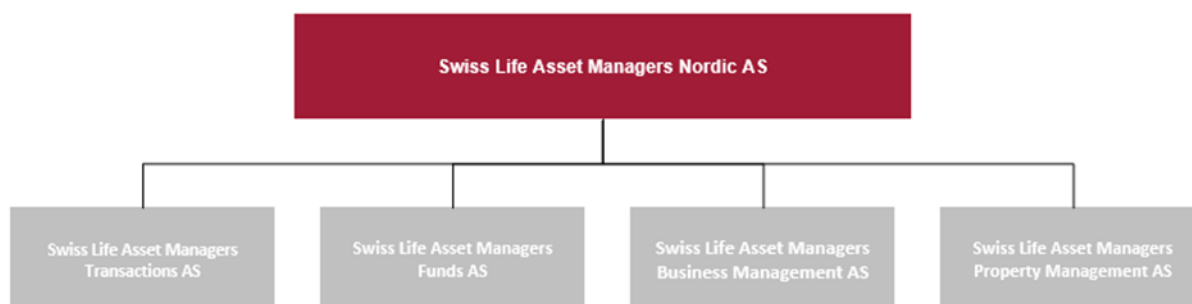 Swiss Life Asset Managers Nordic AS
Swiss Life Asset Managers
Transactions AS
Swiss Life Asset Managers
Funds AS
Swiss Life Asset Managers
Business Management AS
Swiss Life Asset Managers
Property Management AS